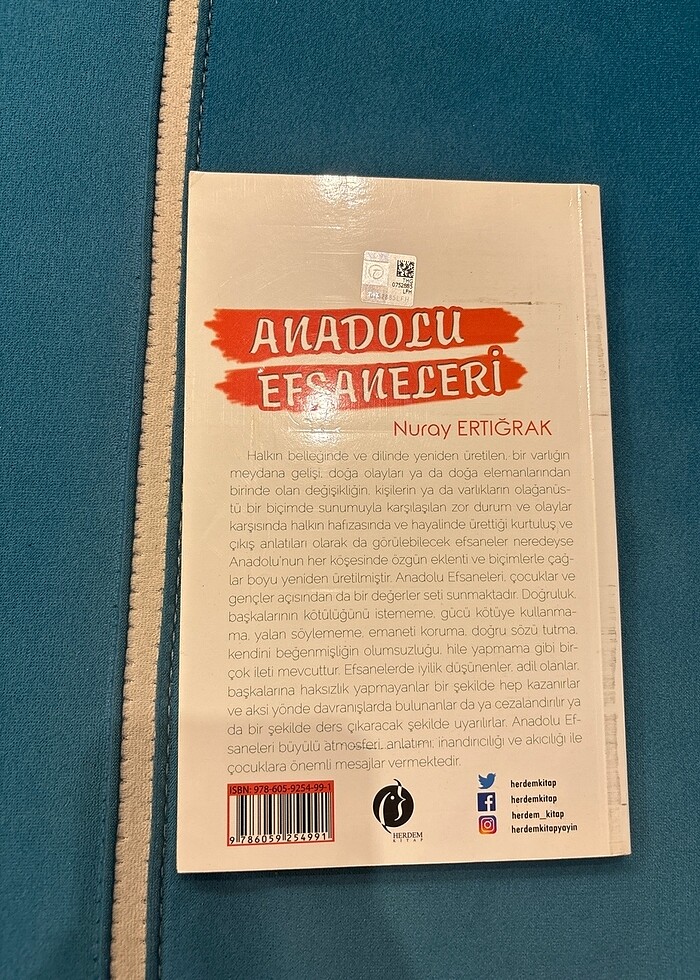 THC
0752885
LFH
ANADOLU
EFSANELERİ
Nuray ERTIĞRAK
Halkın belleğinde ve dilinde yeniden üretilen, bir varlığın
meydana gelişi, doğa olayları ya da doğa elemanlarından
birinde olan değişikliğin, kişilerin ya da varlıkların olağanüs-
tü bir biçimde sunumuyla karşılaşılan zor durum ve olaylar
karşısında halkın hafızasında ve hayalinde ürettiği kurtuluş ve
çıkış anlatıları olarak da görülebilecek efsaneler neredeyse
Anadolu'nun her köşesinde özgün eklenti ve biçimlerle çağ-
lar boyu yeniden üretilmiştir. Anadolu Efsaneleri, çocuklar ve
gençler açısından da bir değerler seti sunmaktadır. Doğruluk,
başkalarının kötülüğünü istememe, gücü kötüye kullanma-
ma, yalan söylememe, emaneti koruma, doğru sözü tutma,
kendini beğenmişliğin olumsuzluğu, hile yapmama gibi bir-
çok ileti mevcuttur. Efsanelerde iyilik düşünenler, adil olanlar,
başkalarına haksızlık yapmayanlar bir şekilde hep kazanırlar
ve aksi yönde davranışlarda bulunanlar da ya cezalandırılır ya
da bir şekilde ders çıkaracak şekilde uyarılırlar. Anadolu Ef-
saneleri büyülü atmosferi, anlatımı, inandırıcılığı ve akıcılığı ile
çocuklara önemli mesajlar vermektedir.
ISBN: 978-605-9254-99-1
9 786059 254991
HERDEM
KİTAP
herdemkitap
herdemkitap
herdem_kitap
herdemkitapyayin